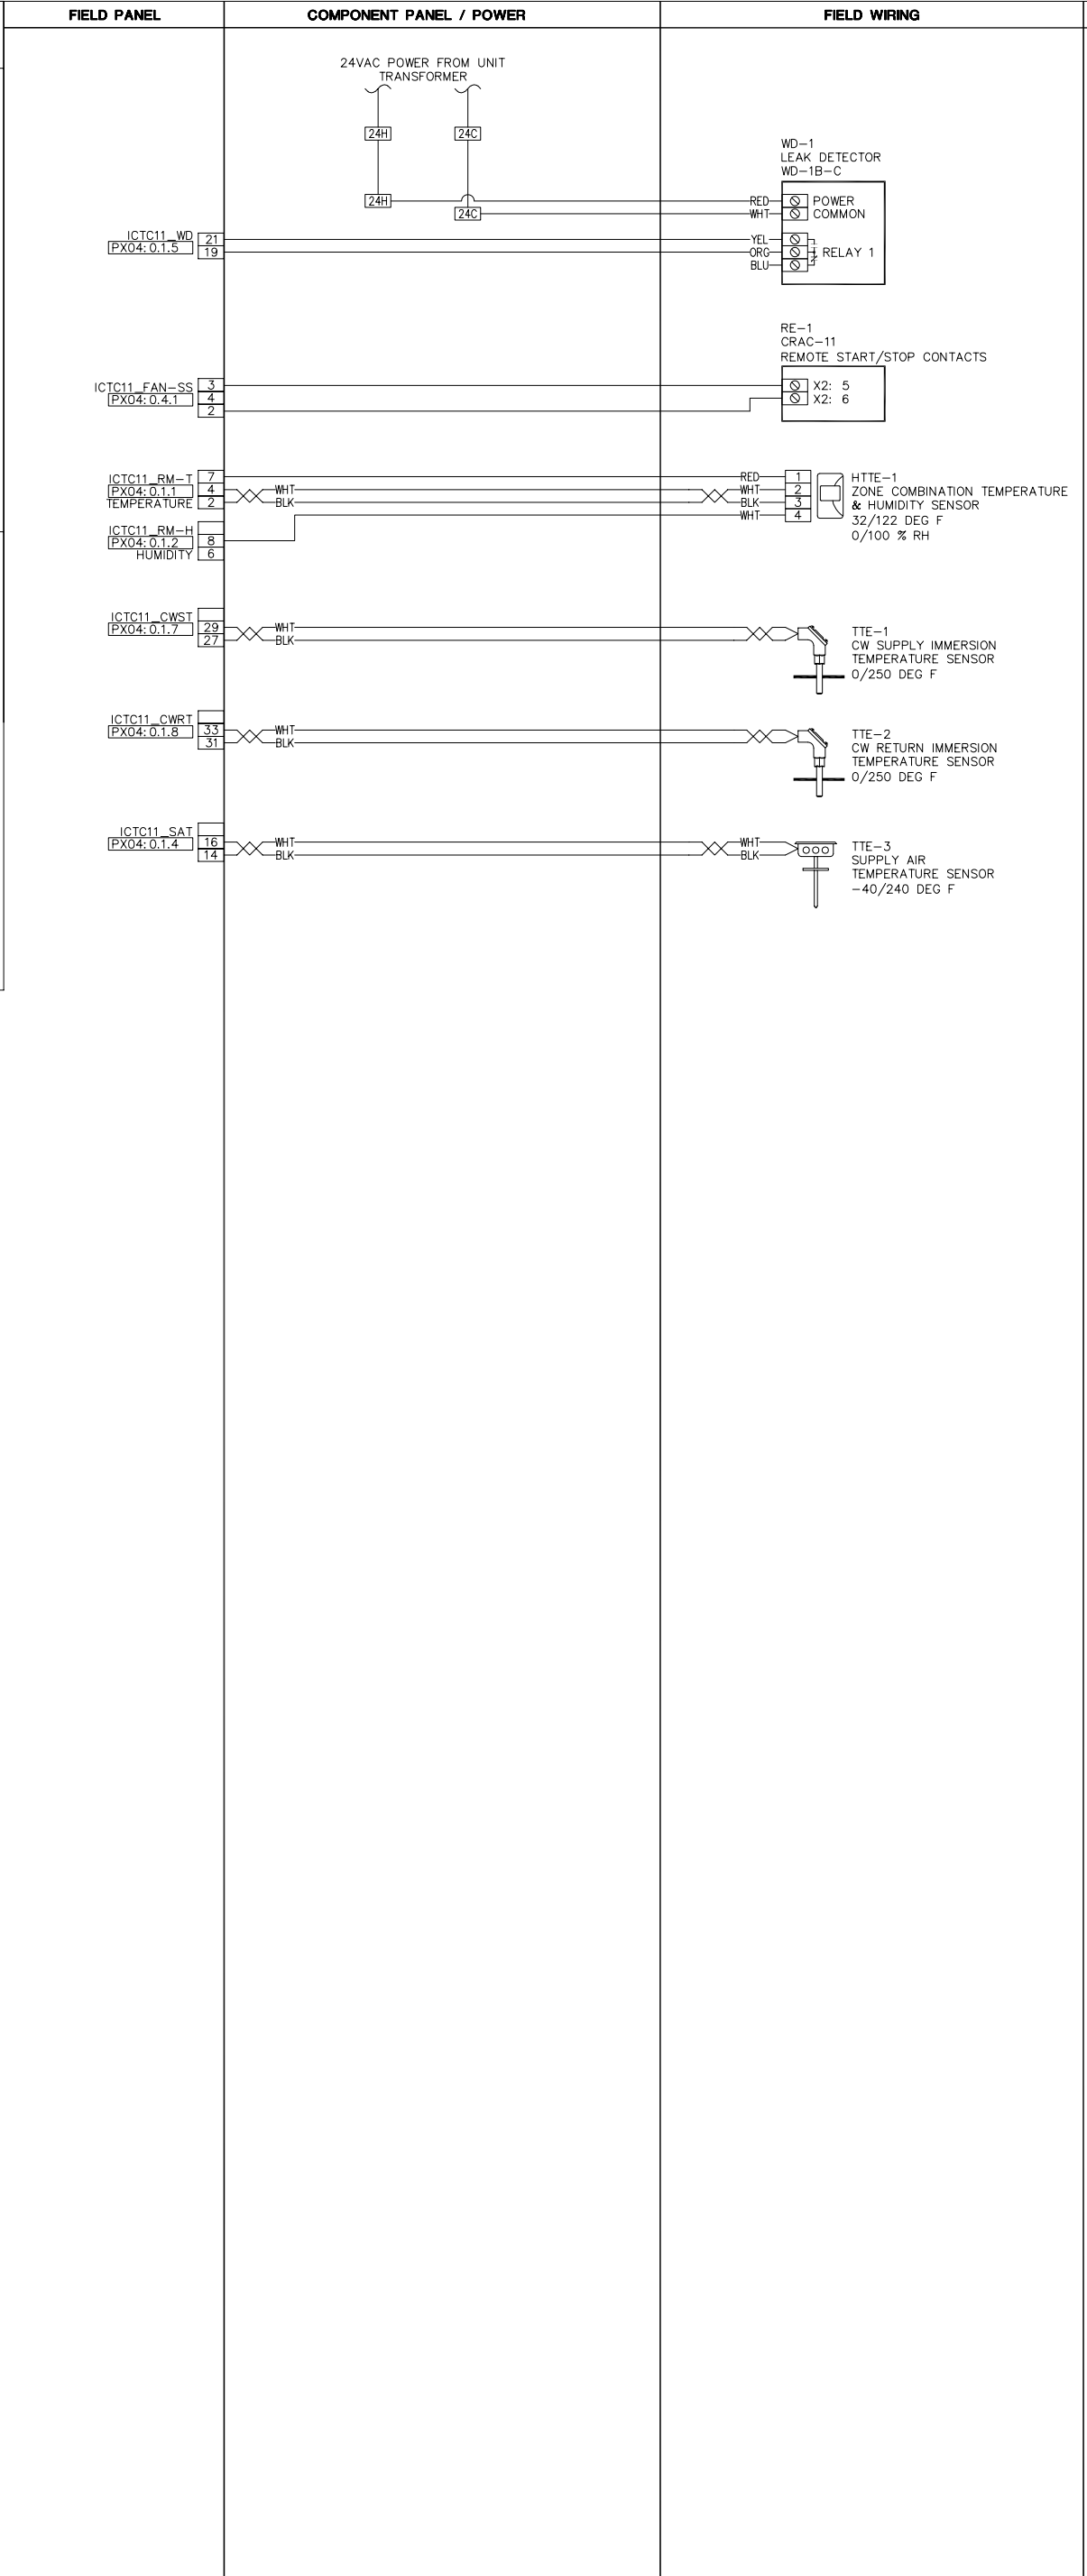 FIELD PANEL
COMPONENT PANEL / POWER
FIELD WIRING
24VAC POWER FROM UNIT
TRANSFORMER
24H
24C
24H
24C
WD-1
LEAK DETECTOR
WD-1B-C
RED
POWER
WHT
COMMON
ICTC11_WD
PX04: 0.1.5
21
19
YEL
ORG
BLU
RELAY 1
RE-1
CRAC-11
REMOTE START/STOP CONTACTS
ICTC11_FAN-SS
PX04: 0.4.1
3
4
2
X2: 5
X2: 6
ICTC11_RM-T
PX04: 0.1.1
TEMPERATURE
7
4
2
WHT
BLK
RED
WHT
BLK
WHT
1
2
3
4
HTTE-1
ZONE COMBINATION TEMPERATURE
& HUMIDITY SENSOR
32/122 DEG F
0/100 % RH
ICTC11_RM-H
PX04: 0.1.2
HUMIDITY
8
6
ICTC11_CWST
PX04: 0.1.7
29
27
WHT
BLK
TTE-1
CW SUPPLY IMMERSION
TEMPERATURE SENSOR
0/250 DEG F
ICTC11_CWRT
PX04: 0.1.8
33
31
WHT
BLK
TTE-2
CW RETURN IMMERSION
TEMPERATURE SENSOR
0/250 DEG F
ICTC11_SAT
PX04: 0.1.4
16
14
WHT
BLK
WHT
BLK
TTE-3
SUPPLY AIR
TEMPERATURE SENSOR
-40/240 DEG F